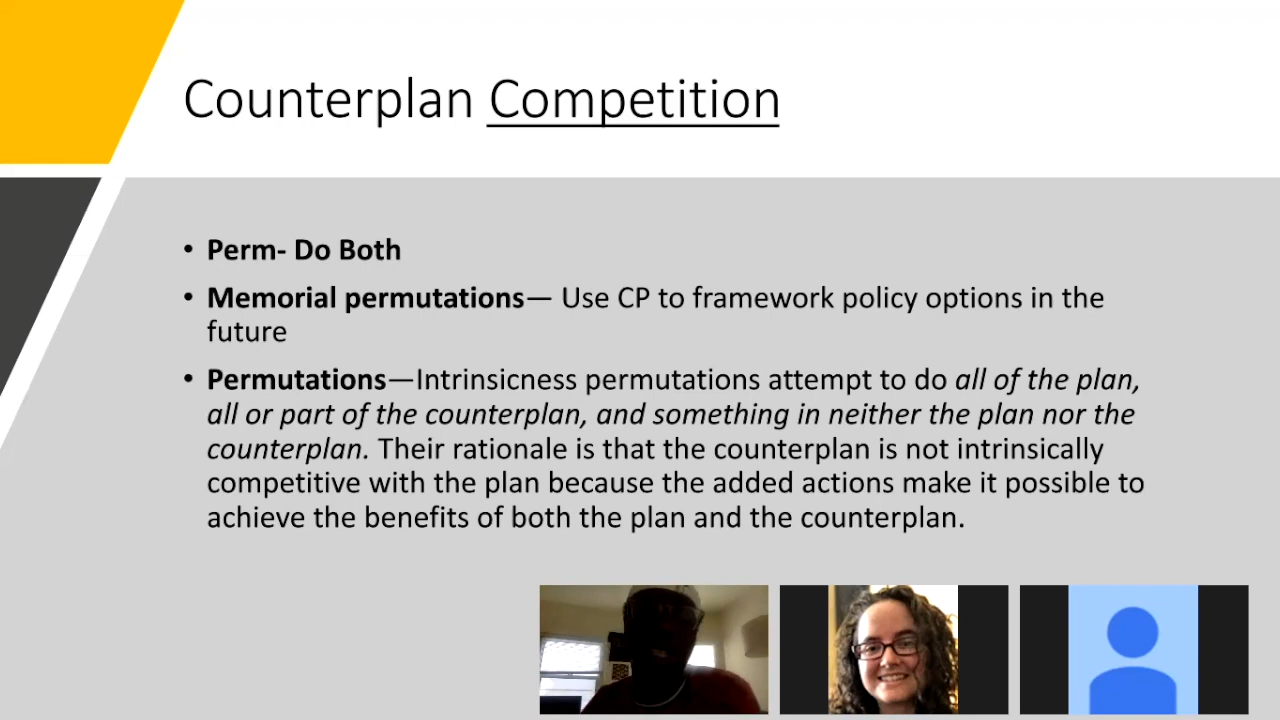 Counterplan Competition
• Perm- Do Both
• Memorial permutations— Use CP to framework policy options in the
future
• Permutations—Intrinsicness permutations attempt to do all of the plan,
all or part of the counterplan, and something in neither the plan nor the
counterplan. Their rationale is that the counterplan is not intrinsically
competitive with the plan because the added actions make it possible to
achieve the benefits of both the plan and the counterplan.